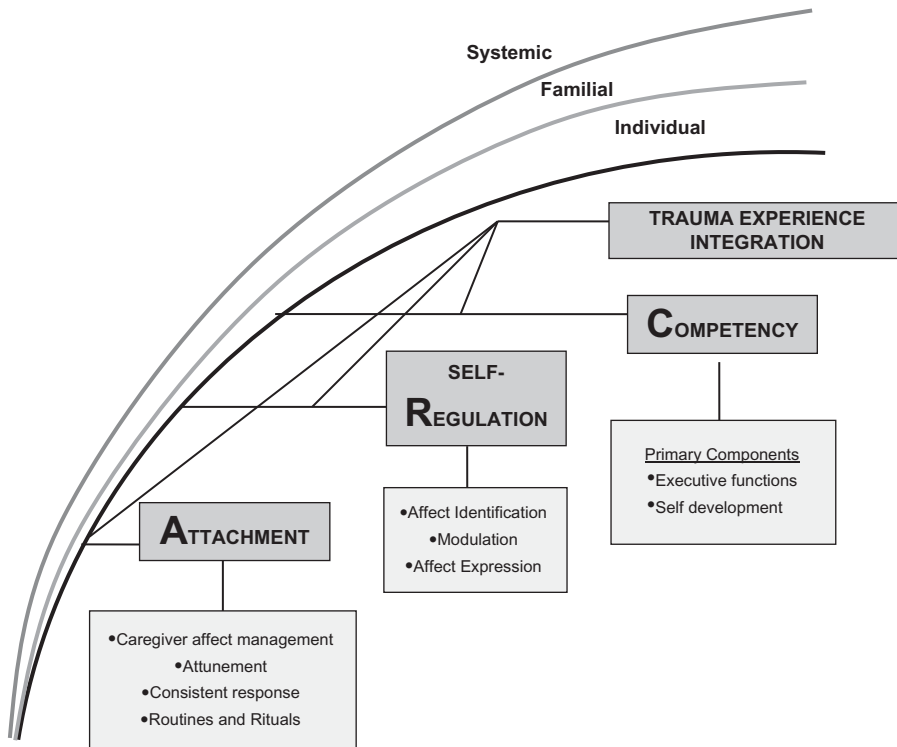 Systemic
Familial
Individual
TRAUMA EXPERIENCE
INTEGRATION
COMPETENCY
SELF-
REGULATION
Primary Components
•Executive functions
•Self development
•Affect Identification
•Modulation
•Affect Expression
ATTACHMENT
•Caregiver affect management
•Attunement
•Consistent response
•Routines and Rituals